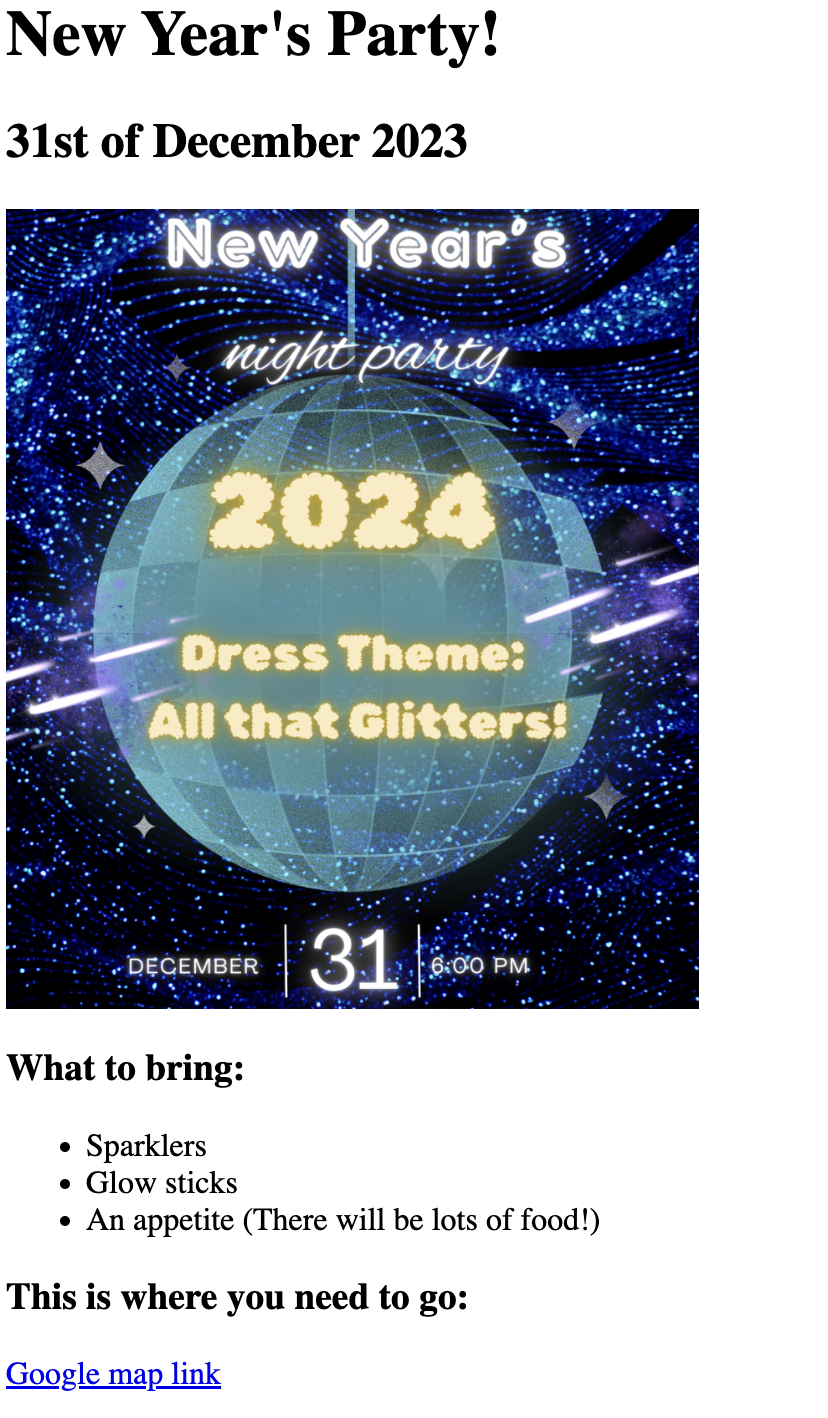 New Year's Party!
31st of December 2023
New Year's
night party
2024
Dress Theme:
All that Glitters!
DECEMBER 31 6:00 PM
What to bring:
• Sparklers
• Glow sticks
• An appetite (There will be lots of food!)
This is where you need to go:
Google map link